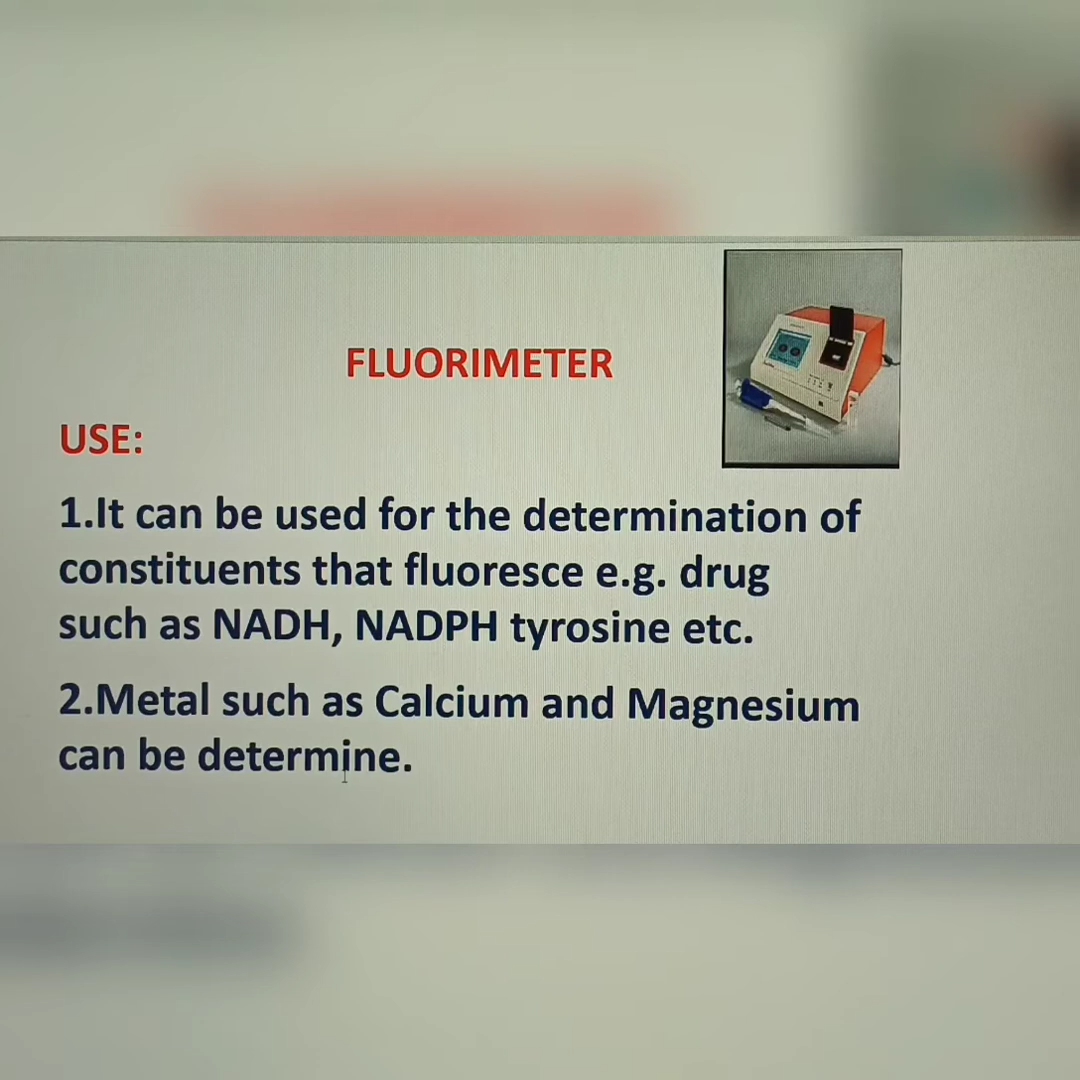 FLUORIMETER
USE:
1.It can be used for the determination of
constituents that fluoresce e.g. drug
such as NADH, NADPH tyrosine etc.
2.Metal such as Calcium and Magnesium
can be determine.